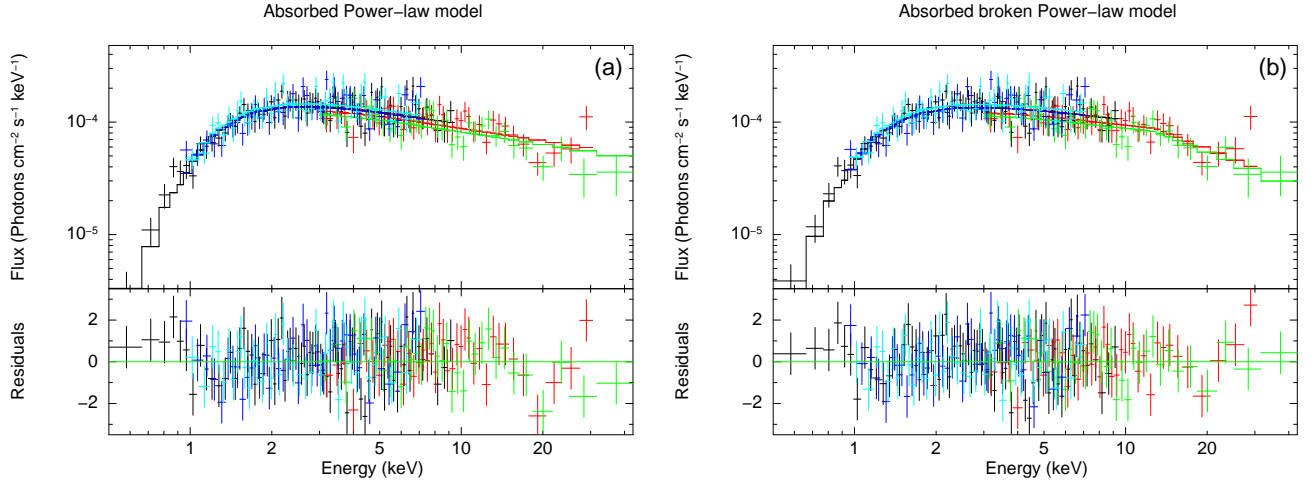 Absorbed Power−law model
(a)
Flux (Photons cm⁻² s⁻¹ keV⁻¹)
10⁻⁴
10⁻⁵
Residuals
2
0
−2
1 2 5 10 20
Energy (keV)
Absorbed broken Power−law model
(b)
Flux (Photons cm⁻² s⁻¹ keV⁻¹)
10⁻⁴
10⁻⁵
Residuals
2
0
−2
1 2 5 10 20
Energy (keV)